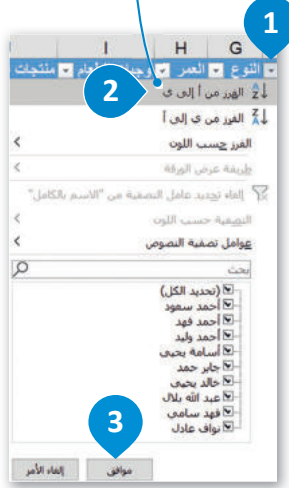 1
I H G
النوع العمر وجبات الطعام منتجات
2
الفرز من أ إلى ي
الفرز من ي إلى أ
الفرز حسب اللون
طريقة عرض الورقة
إلغاء تحديد عامل التصفية من "الاسم بالكامل"
التصفية حسب اللون
عوامل تصفية النصوص
بحث
(تحديد الكل)
أحمد سعود
أحمد فهد
أحمد وليد
أسامة يحيى
جابر حمد
خالد يحيى
عبد الله بلال
فهد سامي
نواف عادل
3
موافق إلغاء الأمر